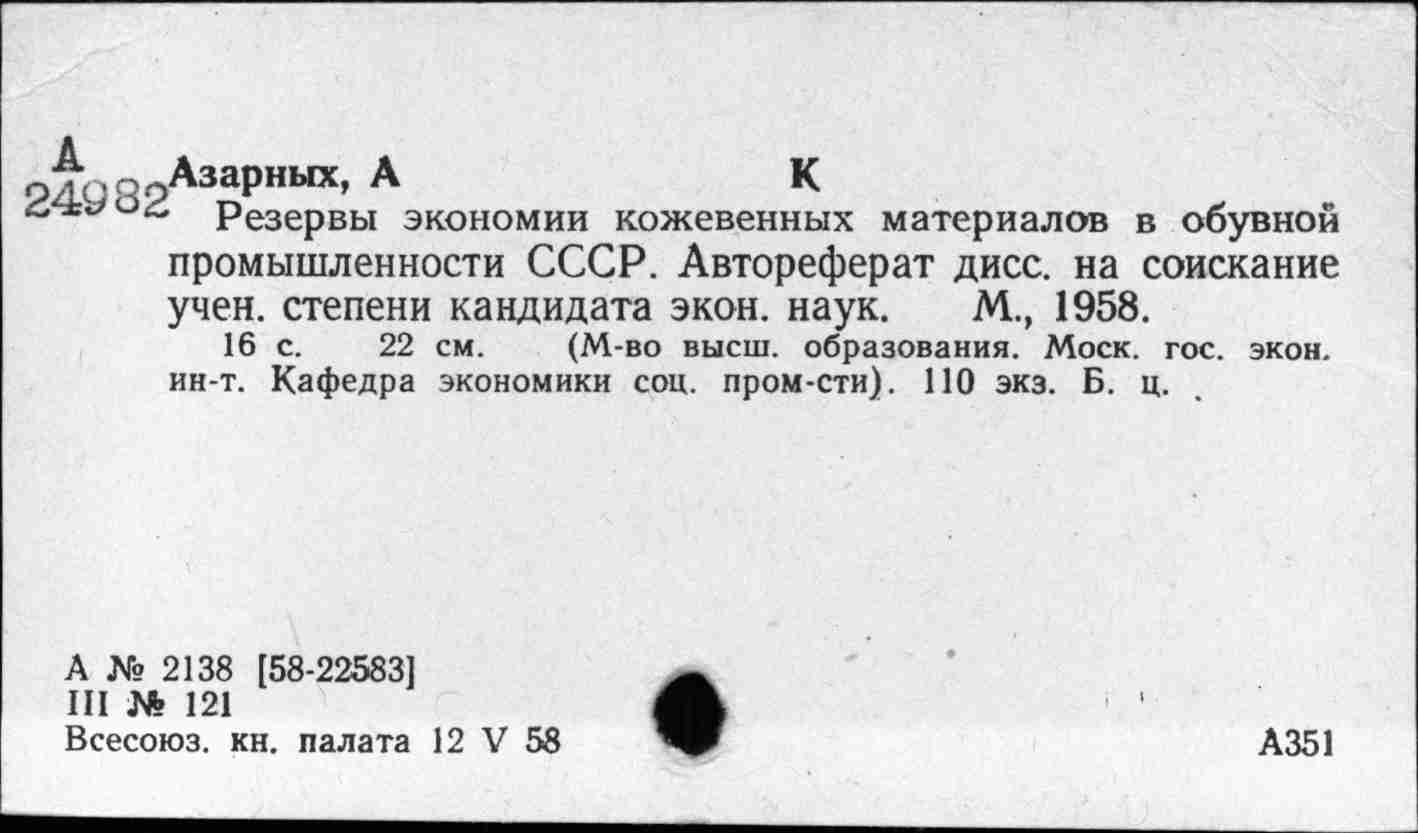 А
24982
Азарных, А К
Резервы экономии кожевенных материалов в обувной
промышленности СССР. Автореферат дисс. на соискание
учен. степени кандидата экон. наук. М., 1958.
16 с. 22 см. (М-во высш. образования. Моск. гос. экон.
ин-т. Кафедра экономики соц. пром-сти). 110 экз. Б. ц.
А № 2138 [58-22583]
III № 121
Всесоюз. кн. палата 12 V 58
А351